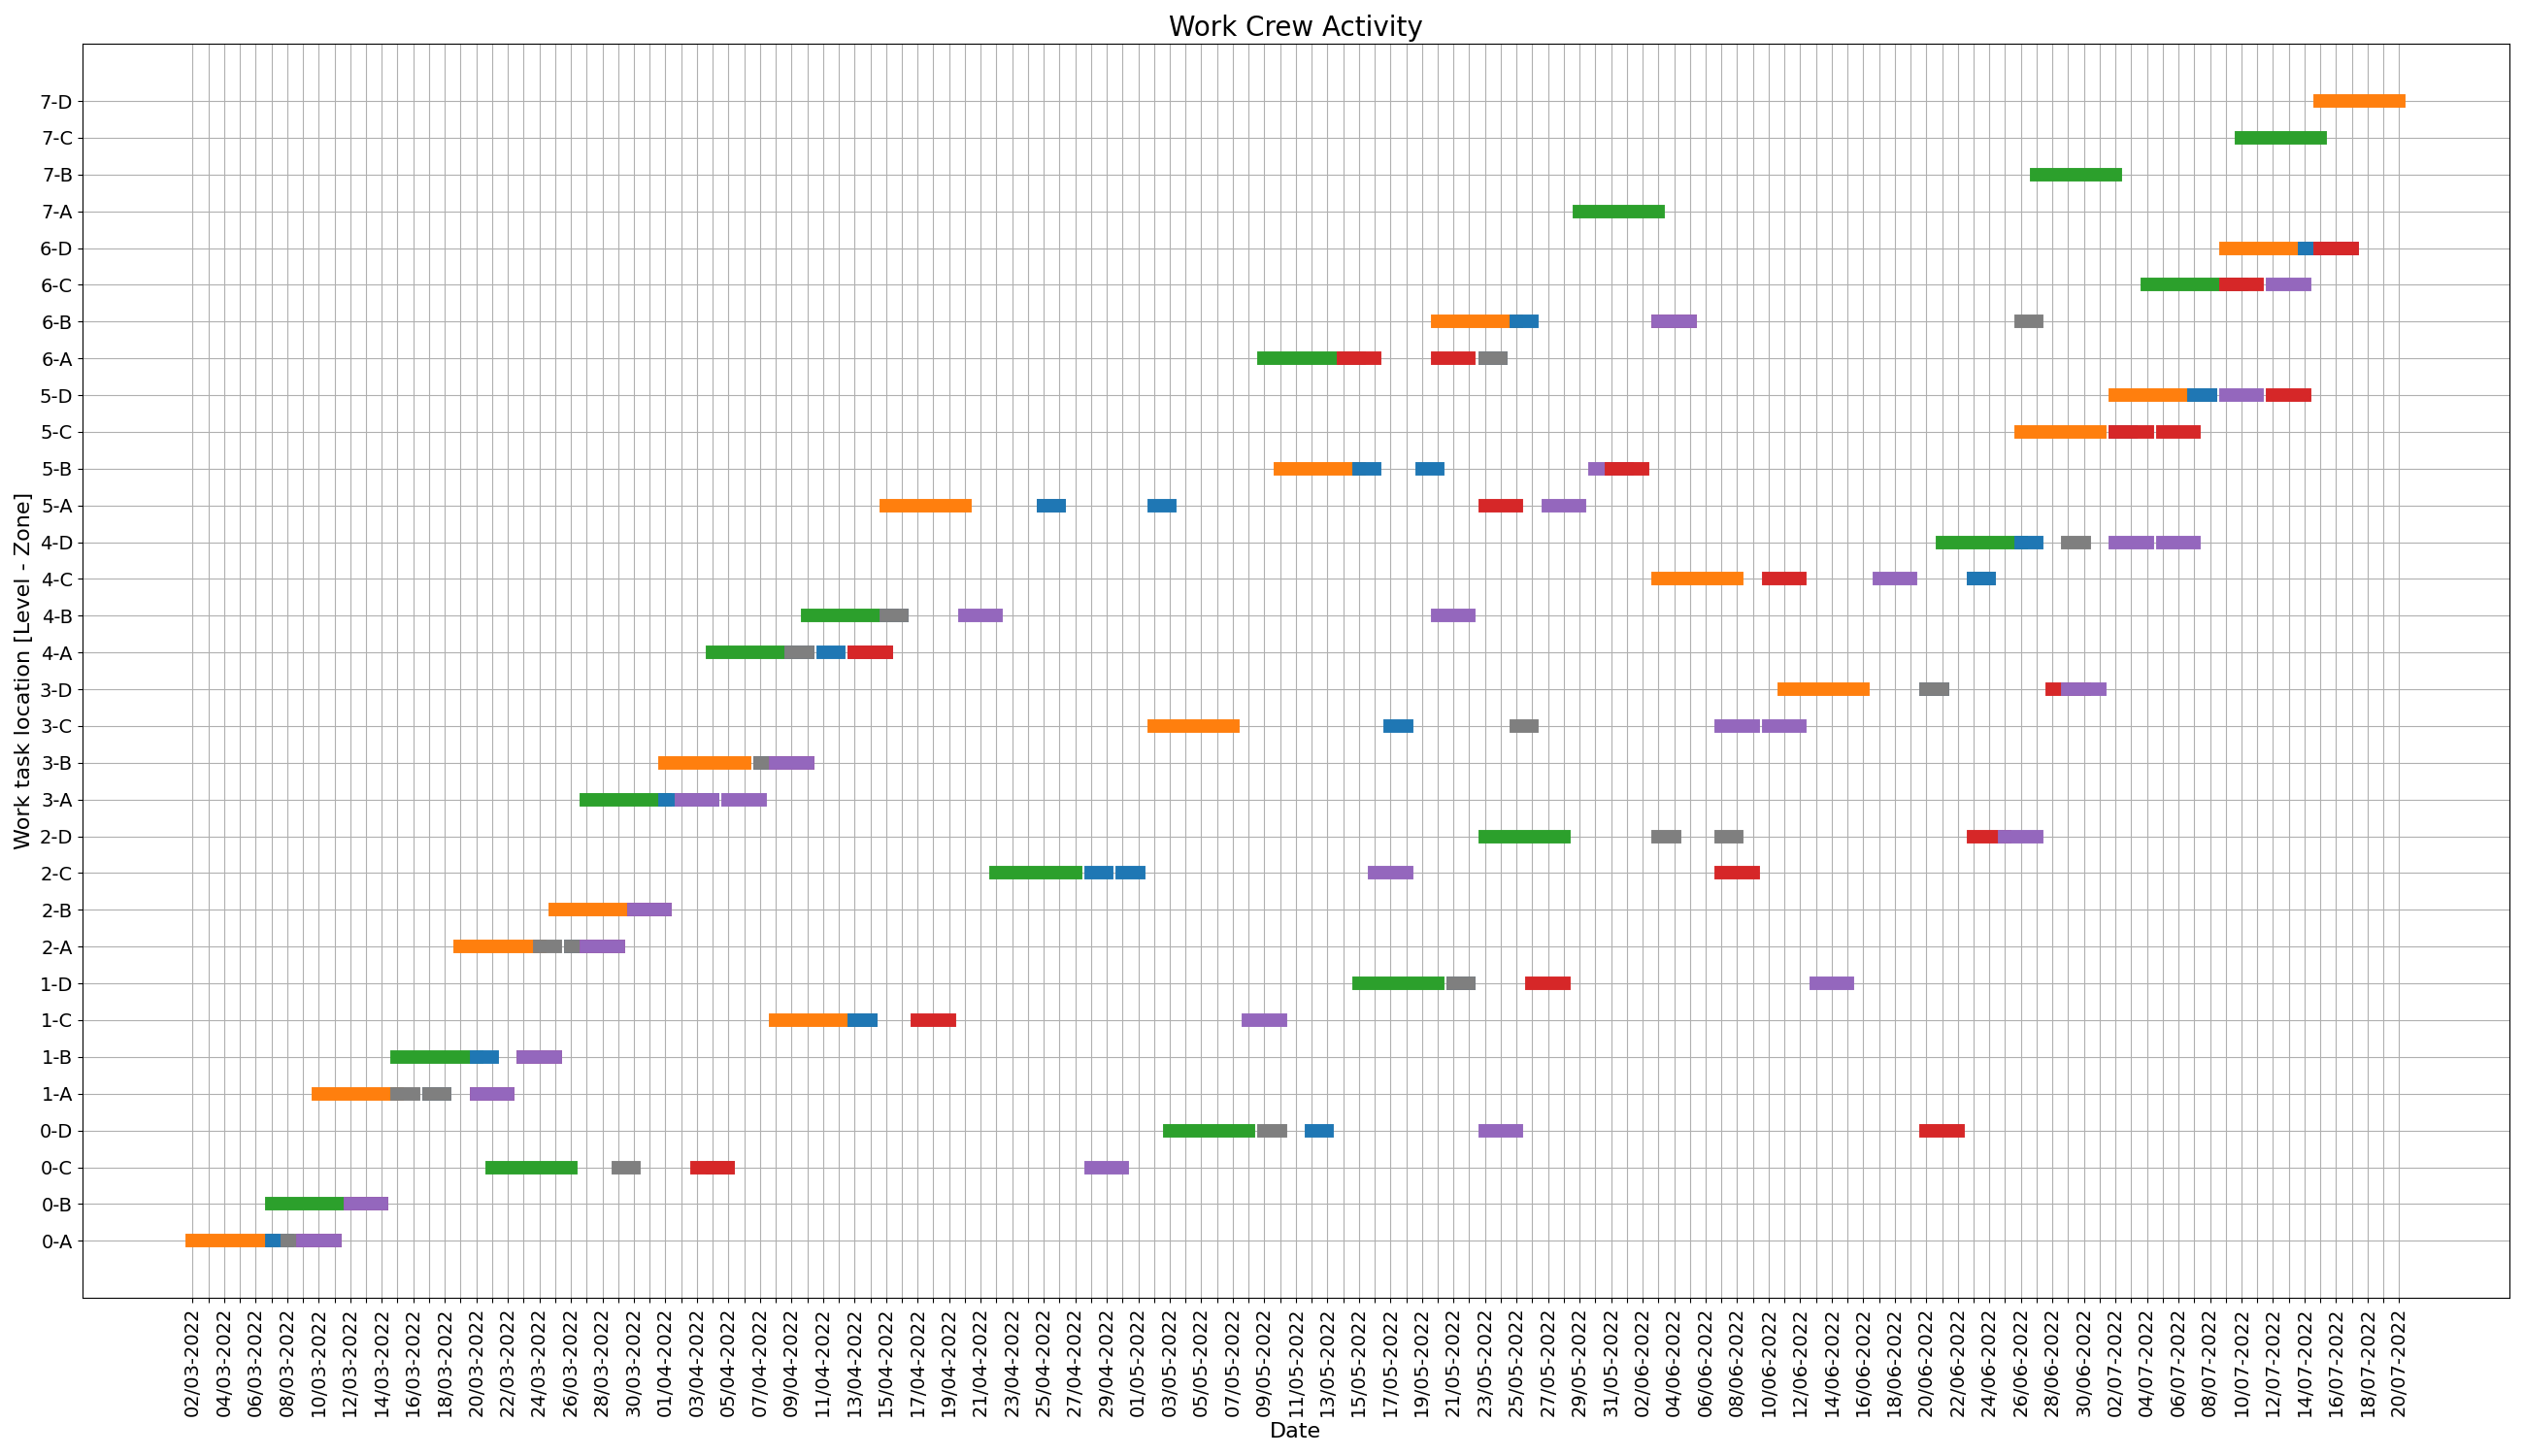 Work Crew Activity
Work task location [Level - Zone]
7-D
7-C
7-B
7-A
6-D
6-C
6-B
6-A
5-D
5-C
5-B
5-A
4-D
4-C
4-B
4-A
3-D
3-C
3-B
3-A
2-D
2-C
2-B
2-A
1-D
1-C
1-B
1-A
0-D
0-C
0-B
0-A
02/03-2022
04/03-2022
06/03-2022
08/03-2022
10/03-2022
12/03-2022
14/03-2022
16/03-2022
18/03-2022
20/03-2022
22/03-2022
24/03-2022
26/03-2022
28/03-2022
30/03-2022
01/04-2022
03/04-2022
05/04-2022
07/04-2022
09/04-2022
11/04-2022
13/04-2022
15/04-2022
17/04-2022
19/04-2022
21/04-2022
23/04-2022
25/04-2022
27/04-2022
29/04-2022
01/05-2022
03/05-2022
05/05-2022
07/05-2022
09/05-2022
11/05-2022
13/05-2022
15/05-2022
17/05-2022
19/05-2022
21/05-2022
23/05-2022
25/05-2022
27/05-2022
29/05-2022
31/05-2022
02/06-2022
04/06-2022
06/06-2022
08/06-2022
10/06-2022
12/06-2022
14/06-2022
16/06-2022
18/06-2022
20/06-2022
22/06-2022
24/06-2022
26/06-2022
28/06-2022
30/06-2022
02/07-2022
04/07-2022
06/07-2022
08/07-2022
10/07-2022
12/07-2022
14/07-2022
16/07-2022
18/07-2022
20/07-2022
Date